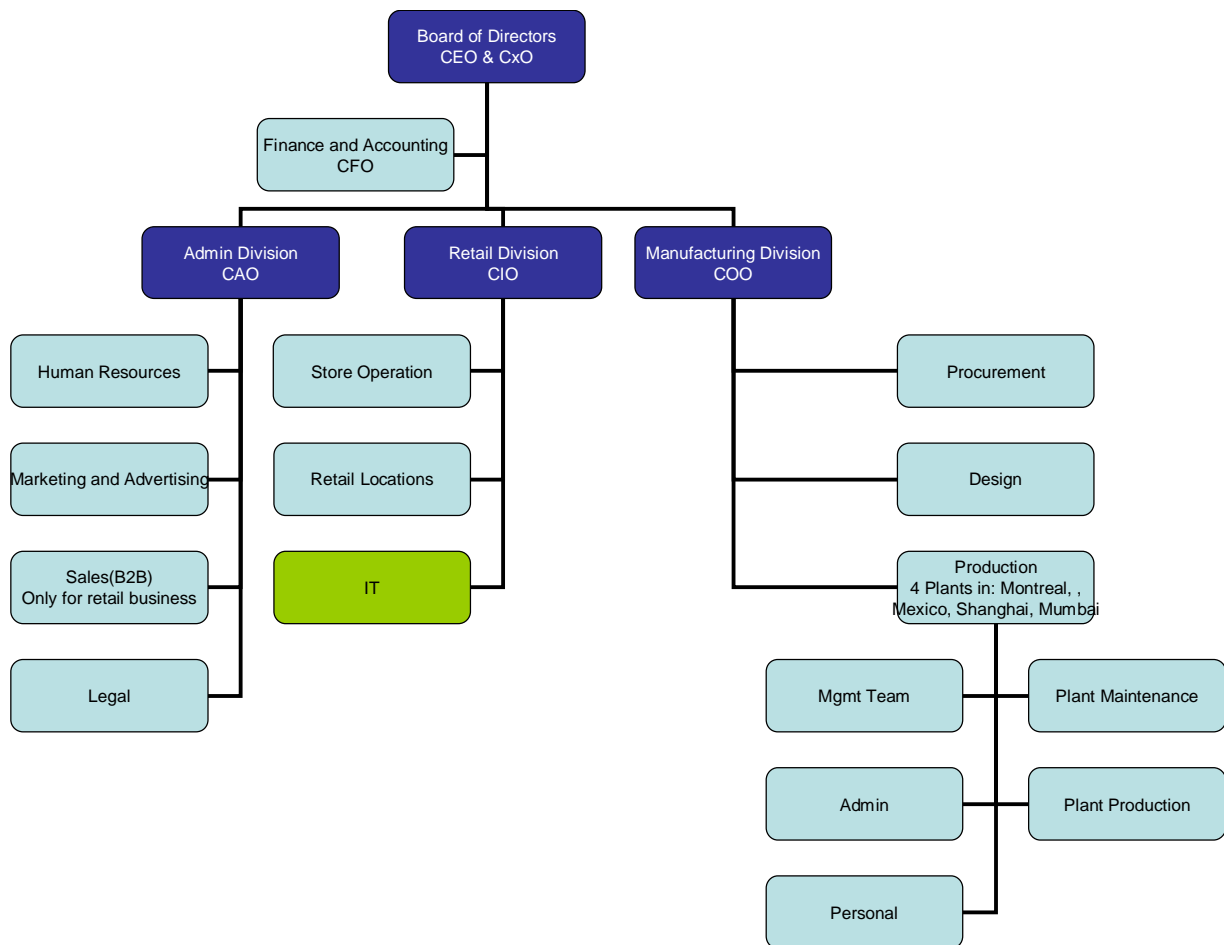 Board of Directors
CEO & CxO
Finance and Accounting
CFO
Admin Division
CAO
Retail Division
CIO
Manufacturing Division
COO
Human Resources
Store Operation
Procurement
Marketing and Advertising
Retail Locations
Design
Sales(B2B)
Only for retail business
IT
Production
4 Plants in: Montreal, ,
Mexico, Shanghai, Mumbai
Legal
Mgmt Team
Plant Maintenance
Admin
Plant Production
Personal